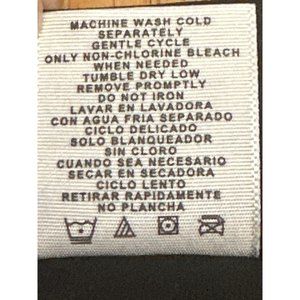 MACHINE WASH COLD
SEPARATELY
GENTLE CYCLE
ONLY NON-CHLORINE BLEACH
WHEN NEEDED
TUMBLE DRY LOW
REMOVE PROMPTLY
DO NOT IRON
LAVAR EN LAVADORA
CON AGUA FRIA SEPARADO
CICLO DELICADO
SOLO BLANQUEADOR
SIN CLORO
CUANDO SEA NECESARIO
SECAR EN SECADORA
CICLO LENTO
RETIRAR RAPIDAMENTE
NO PLANCHA